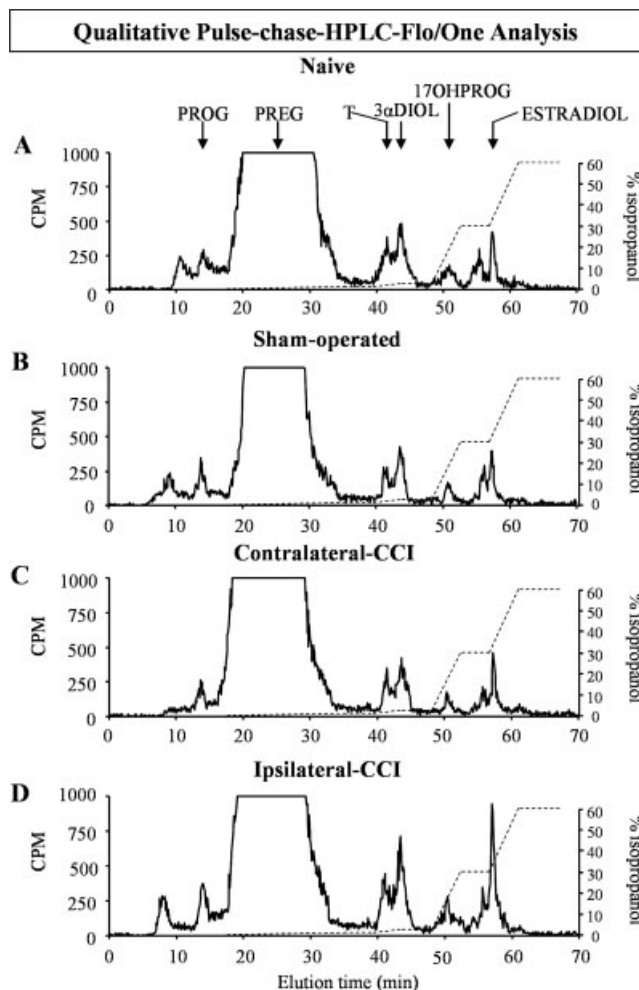 Qualitative Pulse-chase-HPLC-Flo/One Analysis
Naive
17OHPROG
PROG PREG T 3αDIOL ESTRADIOL
A
1000 750 500 250 0
CPM
60 50 40 30 20 10 0
% isopropanol
0 10 20 30 40 50 60 70
Sham-operated
B
1000 750 500 250 0
CPM
60 50 40 30 20 10 0
% isopropanol
0 10 20 30 40 50 60 70
Contralateral-CCI
C
1000 750 500 250 0
CPM
60 50 40 30 20 10 0
% isopropanol
0 10 20 30 40 50 60 70
Ipsilateral-CCI
D
1000 750 500 250 0
CPM
60 50 40 30 20 10 0
% isopropanol
0 10 20 30 40 50 60 70
Elution time (min)